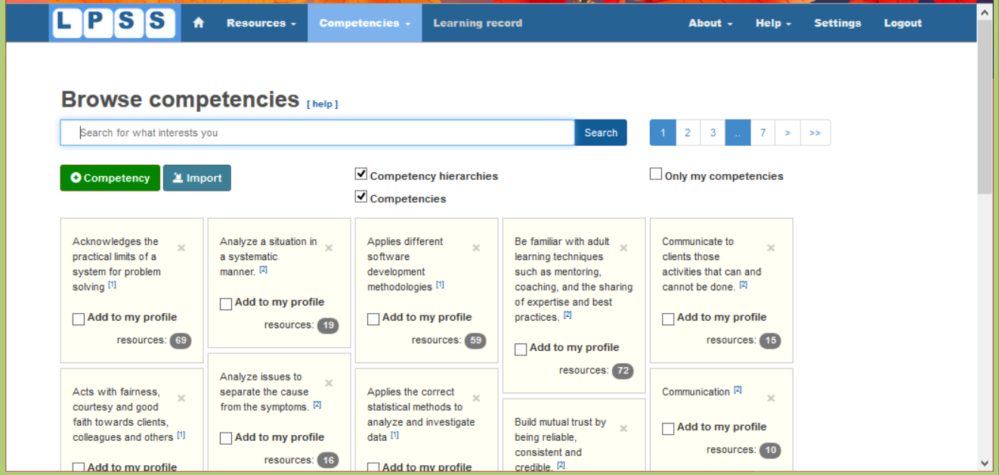 LPSS Resources Competencies Learning record About Help Settings Logout
Browse competencies [ help ]
Search for what interests you Search 1 2 3 .. 7 > >>
Competency Import
Competency hierarchies
Competencies
Only my competencies
Acknowledges the
practical limits of a
system for problem
solving [1]
Add to my profile
resources: 69
Analyze a situation in
a systematic
manner. [2]
Add to my profile
resources: 19
Applies different
software
development
methodologies [1]
Add to my profile
resources: 59
Be familiar with adult
learning techniques
such as mentoring,
coaching, and the sharing
of expertise and best
practices. [2]
Add to my profile
resources: 72
Communicate to
clients those
activities that can and
cannot be done. [2]
Add to my profile
resources: 15
Acts with fairness,
courtesy and good
faith towards clients,
colleagues and others [1]
Add to my profile
Analyze issues to
separate the cause
from the symptoms. [2]
Add to my profile
resources: 16
Applies the correct
statistical methods to
analyze and investigate
data [1]
Add to my profile
Build mutual trust by
being reliable,
consistent and
credible. [2]
Communication [2]
Add to my profile
resources: 10